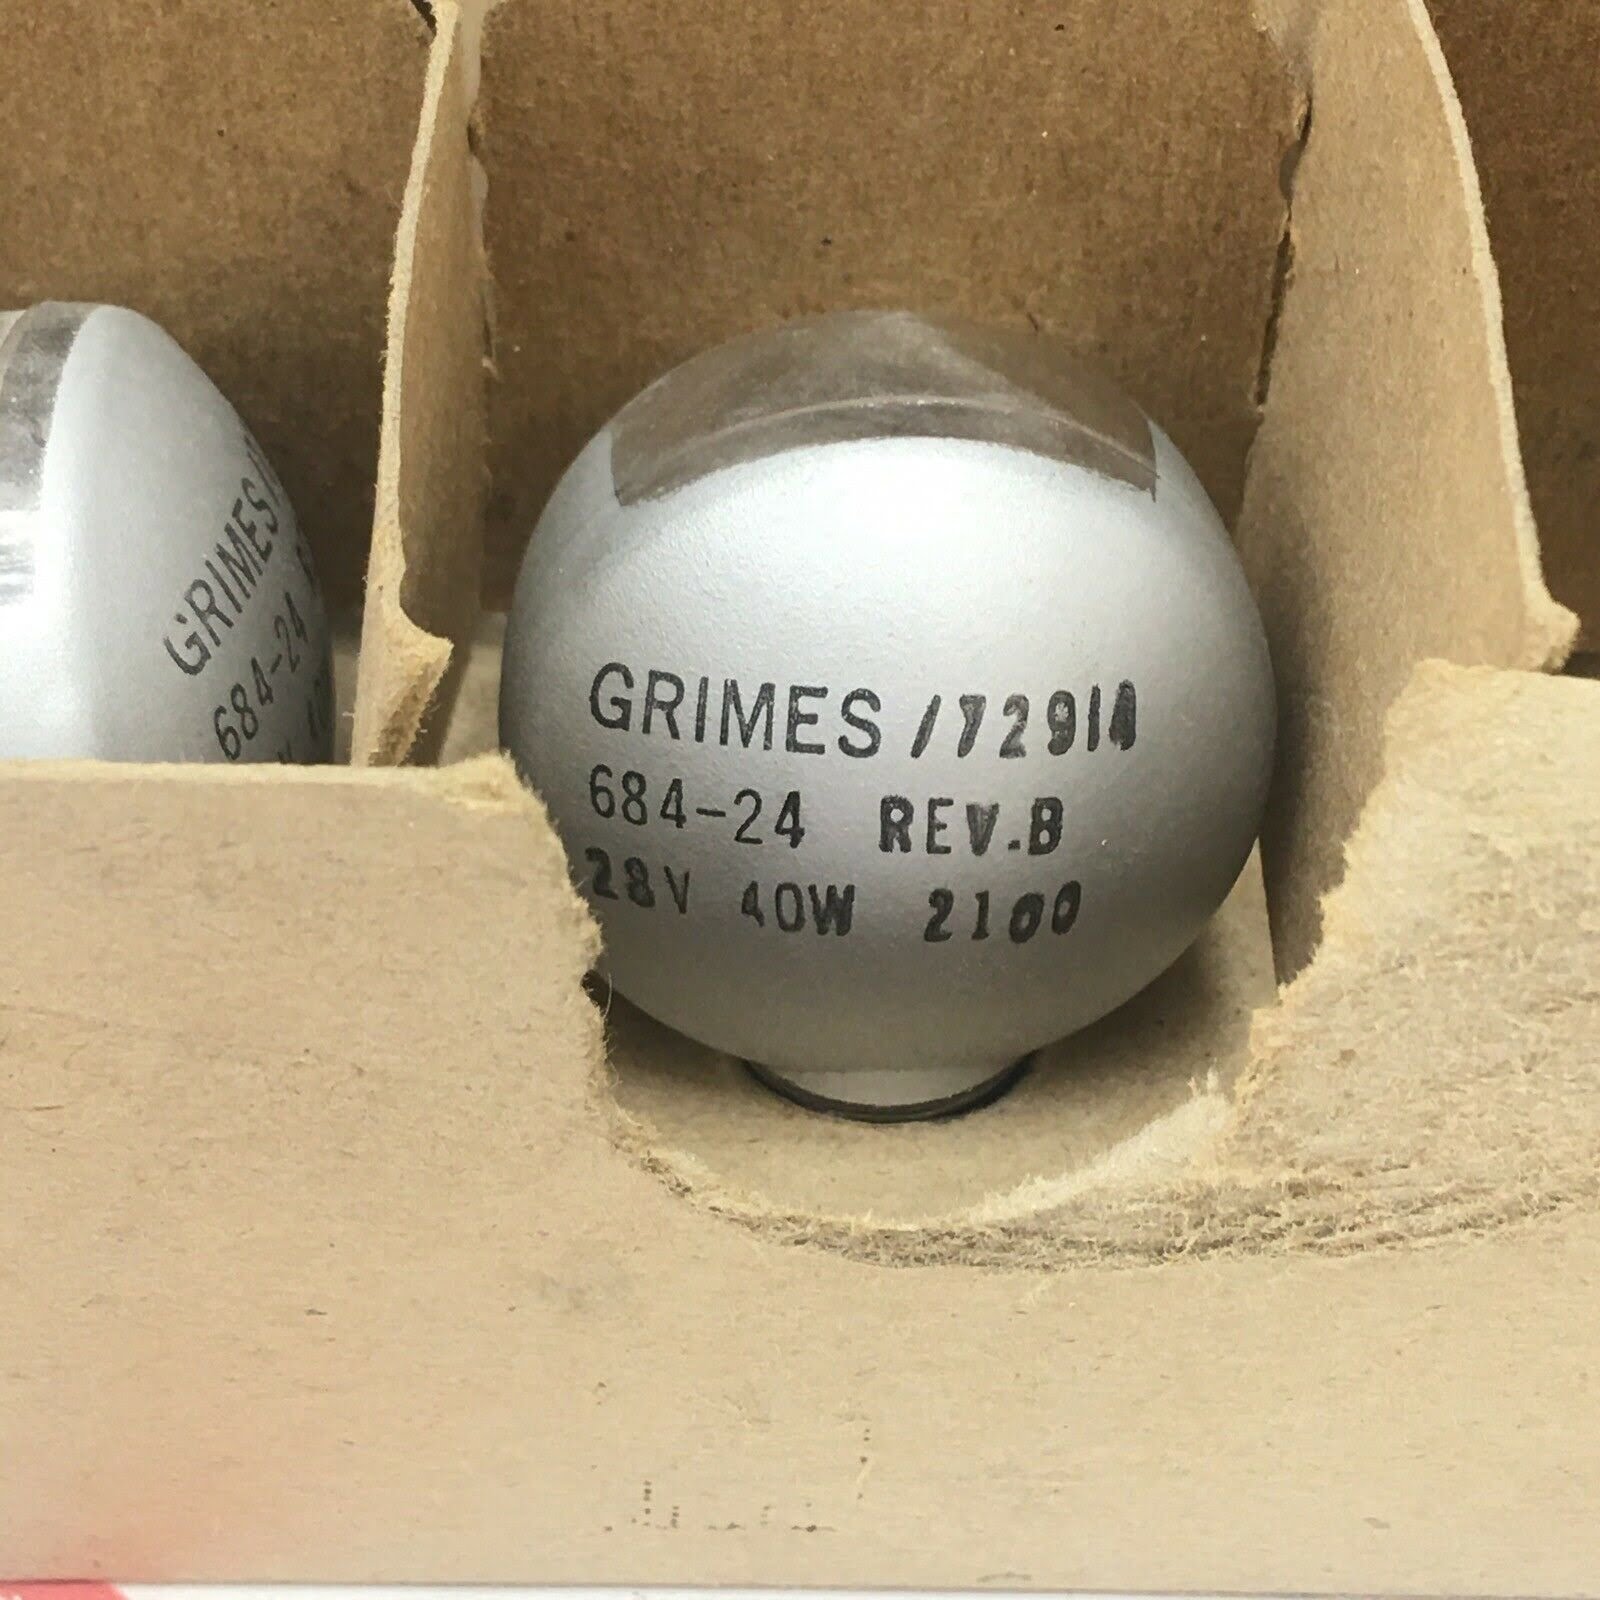 GRIMES
684-24
GRIMES /72914
684-24 REV.B
28V 40W 2100